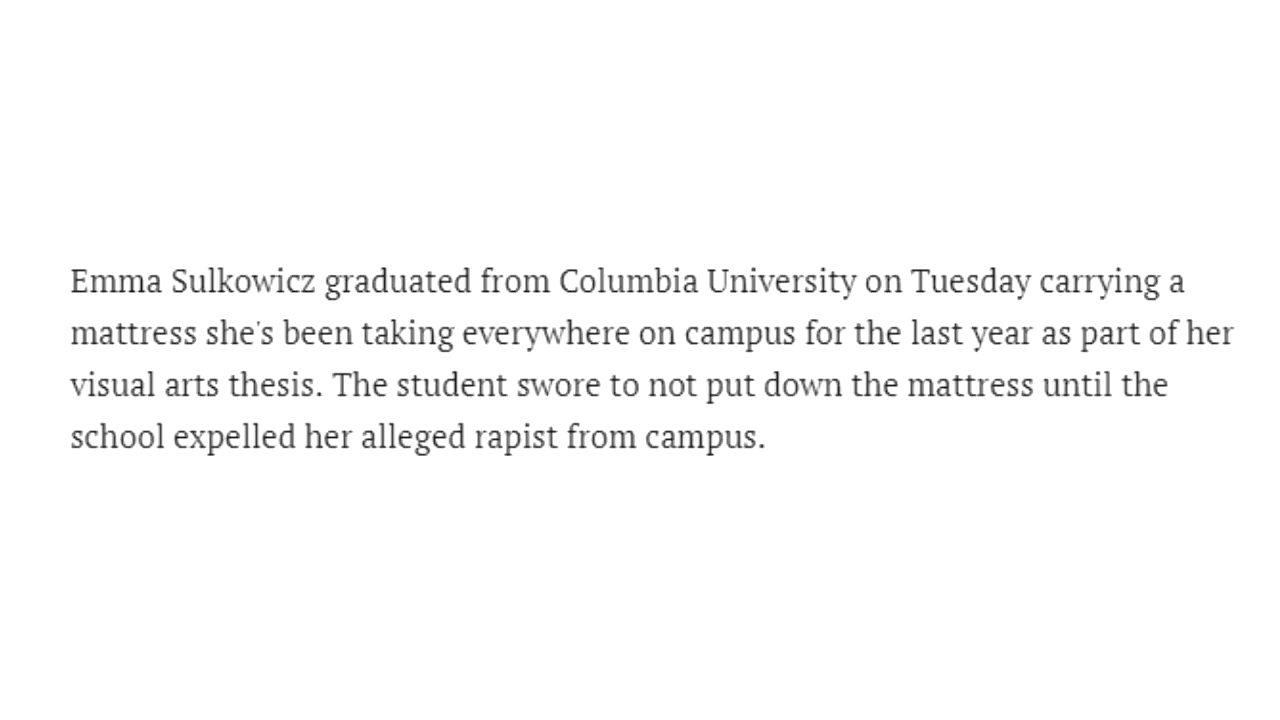 Emma Sulkowicz graduated from Columbia University on Tuesday carrying a
mattress she's been taking everywhere on campus for the last year as part of her
visual arts thesis. The student swore to not put down the mattress until the
school expelled her alleged rapist from campus.